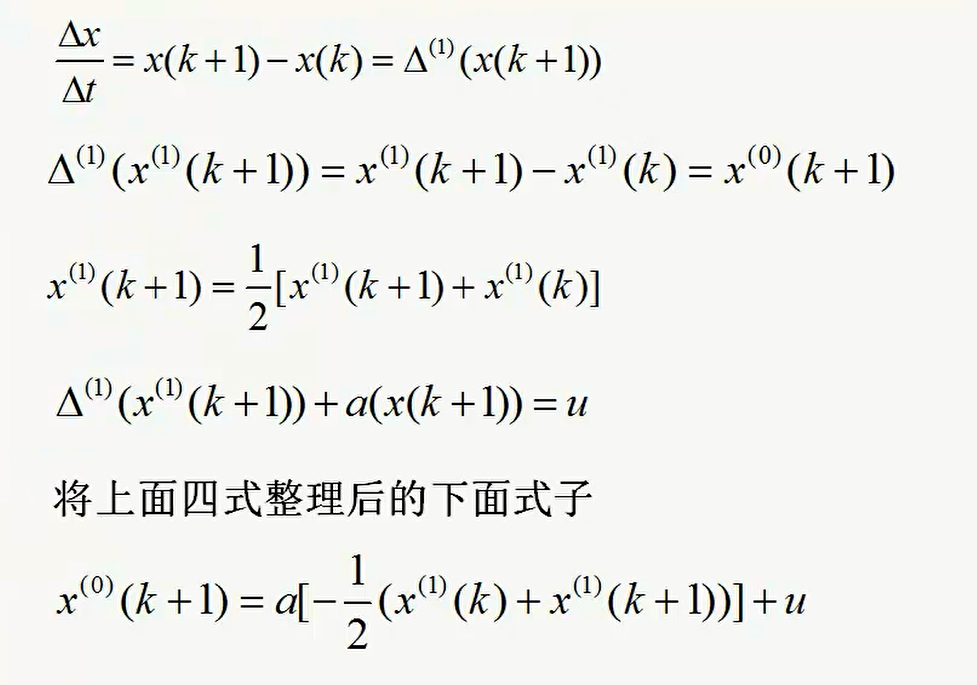 Δx/Δt = x(k+1) − x(k) = Δ⁽¹⁾(x(k+1))
Δ⁽¹⁾(x⁽¹⁾(k+1)) = x⁽¹⁾(k+1) − x⁽¹⁾(k) = x⁽⁰⁾(k+1)
x⁽¹⁾(k+1) = 1/2[x⁽¹⁾(k+1) + x⁽¹⁾(k)]
Δ⁽¹⁾(x⁽¹⁾(k+1)) + a(x(k+1)) = u
将上面四式整理后的下面式子
x⁽⁰⁾(k+1) = a[−1/2(x⁽¹⁾(k) + x⁽¹⁾(k+1))] + u